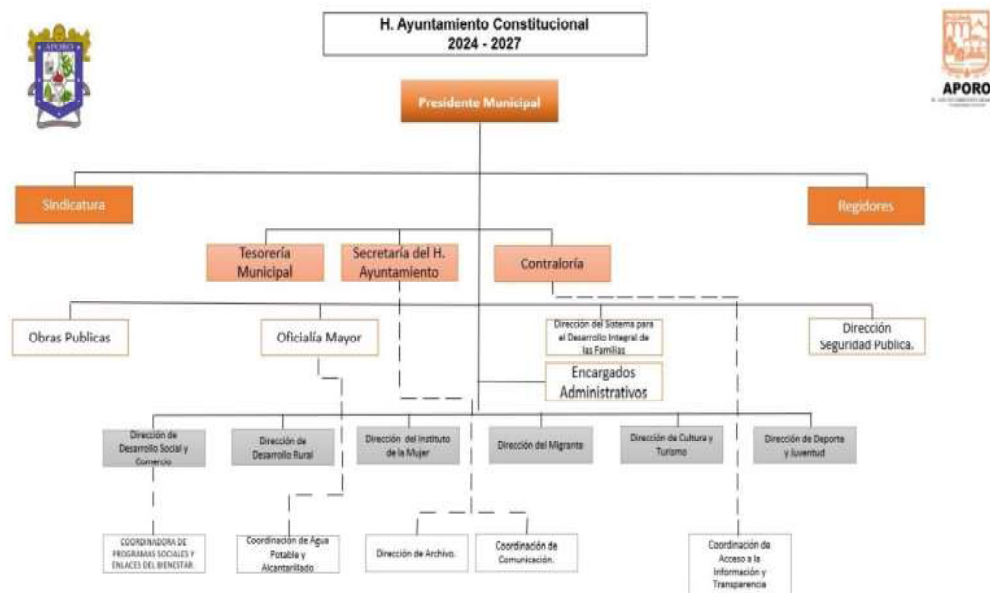 H. Ayuntamiento Constitucional
2024 - 2027
APORO
APORO
Presidente Municipal
Sindicatura
Regidores
Tesorería
Municipal
Secretaría del H.
Ayuntamiento
Contraloría
Obras Publicas
Oficialía Mayor
Dirección del Sistema para
el Desarrollo Integral de
las Familias
Dirección
Seguridad Publica.
Encargados
Administrativos
Dirección de
Desarrollo Social y
Comercio
Dirección de
Desarrollo Rural
Dirección del Instituto
de la Mujer
Dirección del Migrante
Dirección de Cultura y
Turismo
Dirección de Deporte
y Juventud
COORDINADORA DE
PROGRAMAS SOCIALES Y
ENLACES DEL BIENESTAR.
Coordinación de Agua
Potable y
Alcantarillado
Dirección de Archivo.
Coordinación de
Comunicación.
Coordinación de
Acceso a la
Información y
Transparencia